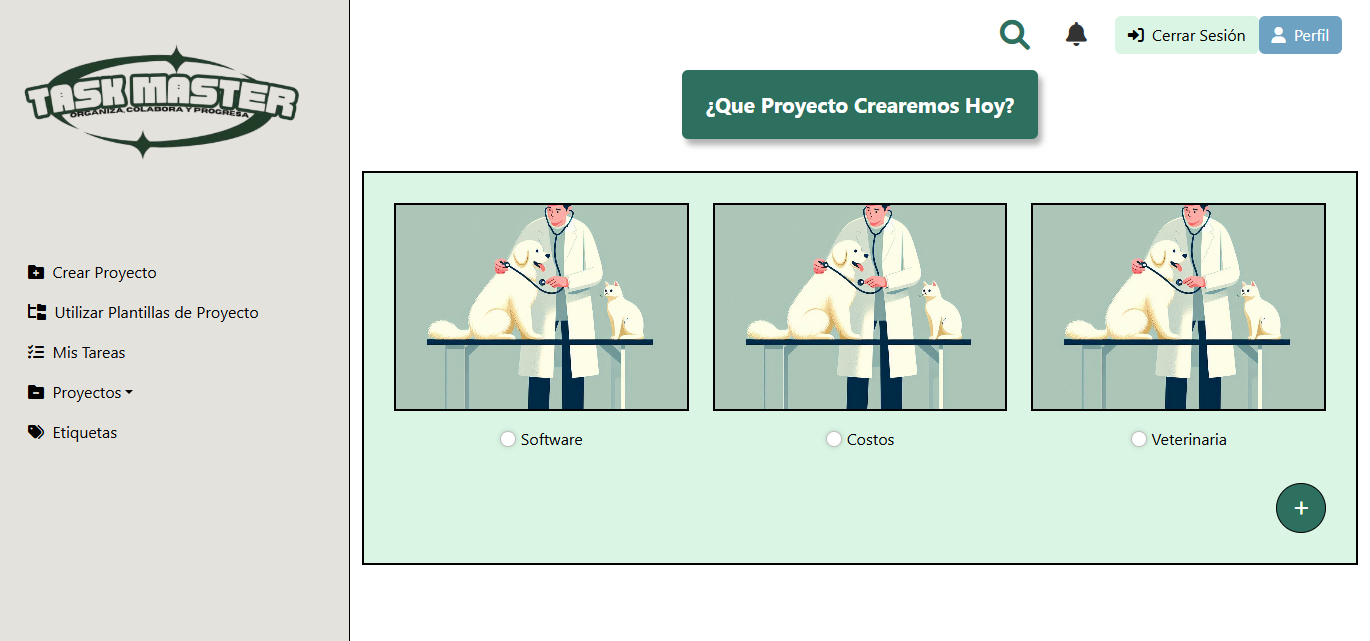 TASK MASTER
ORGANIZA, COLABORA Y PROGRESA
Crear Proyecto
Utilizar Plantillas de Proyecto
Mis Tareas
Proyectos
Etiquetas
Cerrar Sesión
Perfil
¿Que Proyecto Crearemos Hoy?
Software
Costos
Veterinaria
+